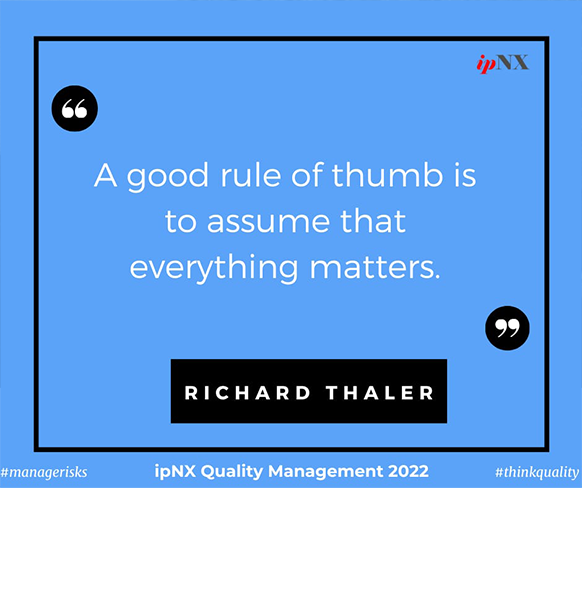 ipNX
“
A good rule of thumb is
to assume that
everything matters.
”
RICHARD THALER
#managerisks ipNX Quality Management 2022 #thinkquality